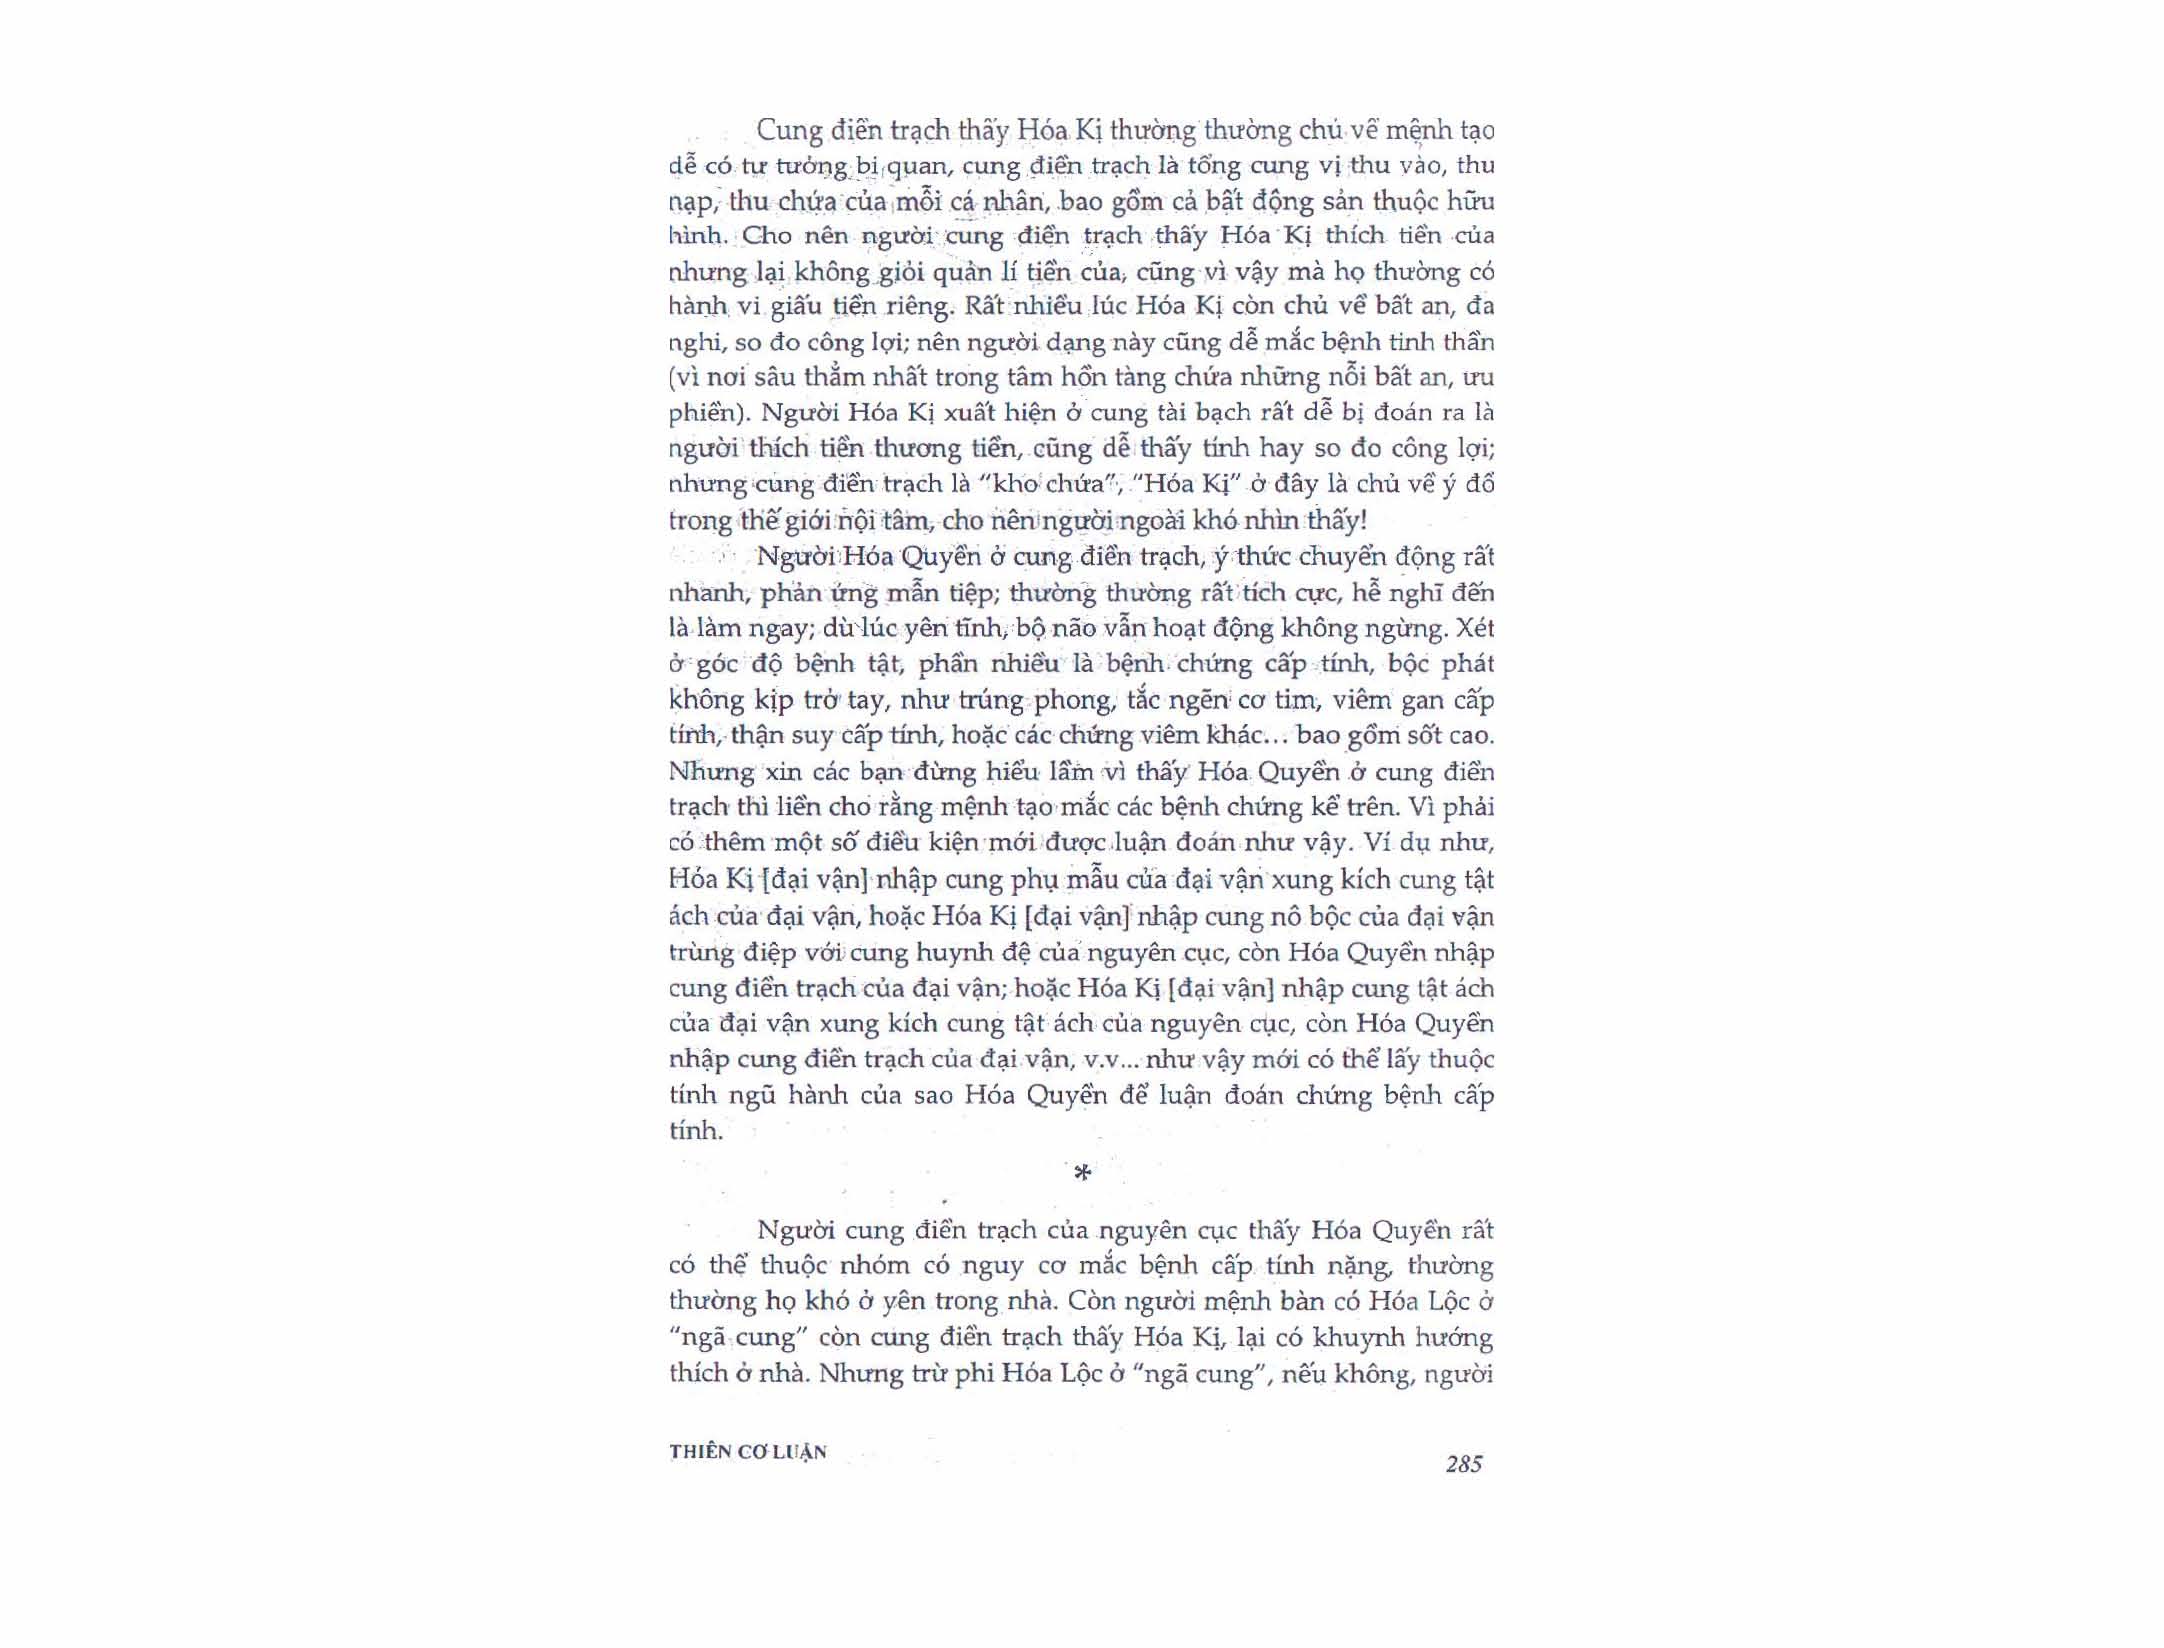 Cung điền trạch thấy Hóa Kị thường thường chủ về mệnh tạo
dễ có tư tưởng bi quan, cung điền trạch là tổng cung vị thu vào, thu
nạp, thu chứa của mỗi cá nhân, bao gồm cả bất động sản thuộc hữu
hình. Cho nên người cung điền trạch thấy Hóa Kị thích tiền của
nhưng lại không giỏi quản lí tiền của, cũng vì vậy mà họ thường có
hành vi giấu tiền riêng. Rất nhiều lúc Hóa Kị còn chủ về bất an, đa
nghi, so đo công lợi; nên người dạng này cũng dễ mắc bệnh tinh thần
(vì nơi sâu thẳm nhất trong tâm hồn tàng chứa những nỗi bất an, ưu
phiền). Người Hóa Kị xuất hiện ở cung tài bạch rất dễ bị đoán ra là
người thích tiền thương tiền, cũng dễ thấy tính hay so đo công lợi;
nhưng cung điền trạch là "kho chứa", "Hóa Kị" ở đây là chủ về ý đồ
trong thế giới nội tâm, cho nên người ngoài khó nhìn thấy!
Người Hóa Quyền ở cung điền trạch, ý thức chuyển động rất
nhanh, phản ứng mẫn tiệp; thường thường rất tích cực, hễ nghĩ đến
là làm ngay; dù lúc yên tĩnh, bộ não vẫn hoạt động không ngừng. Xét
ở góc độ bệnh tật, phần nhiều là bệnh chứng cấp tính, bộc phát
không kịp trở tay, như trúng phong, tắc ngẽn cơ tim, viêm gan cấp
tính, thận suy cấp tính, hoặc các chứng viêm khác... bao gồm sốt cao.
Nhưng xin các bạn đừng hiểu lầm vì thấy Hóa Quyền ở cung điền
trạch thì liền cho rằng mệnh tạo mắc các bệnh chứng kể trên. Vì phải
có thêm một số điều kiện mới được luận đoán như vậy. Ví dụ như,
Hóa Kị [đại vận] nhập cung phụ mẫu của đại vận xung kích cung tật
ách của đại vận, hoặc Hóa Kị [đại vận] nhập cung nô bộc của đại vận
trùng điệp với cung huynh đệ của nguyên cục, còn Hóa Quyền nhập
cung điền trạch của đại vận; hoặc Hóa Kị [đại vận] nhập cung tật ách
của đại vận xung kích cung tật ách của nguyên cục, còn Hóa Quyền
nhập cung điền trạch của đại vận, v.v... như vậy mới có thể lấy thuộc
tính ngũ hành của sao Hóa Quyền để luận đoán chứng bệnh cấp
tính.
*
Người cung điền trạch của nguyên cục thấy Hóa Quyền rất
có thể thuộc nhóm có nguy cơ mắc bệnh cấp tính nặng, thường
thường họ khó ở yên trong nhà. Còn người mệnh bàn có Hóa Lộc ở
"ngã cung" còn cung điền trạch thấy Hóa Kị, lại có khuynh hướng
thích ở nhà. Nhưng trừ phi Hóa Lộc ở "ngã cung", nếu không, người
THIÊN CƠ LUẬN
285